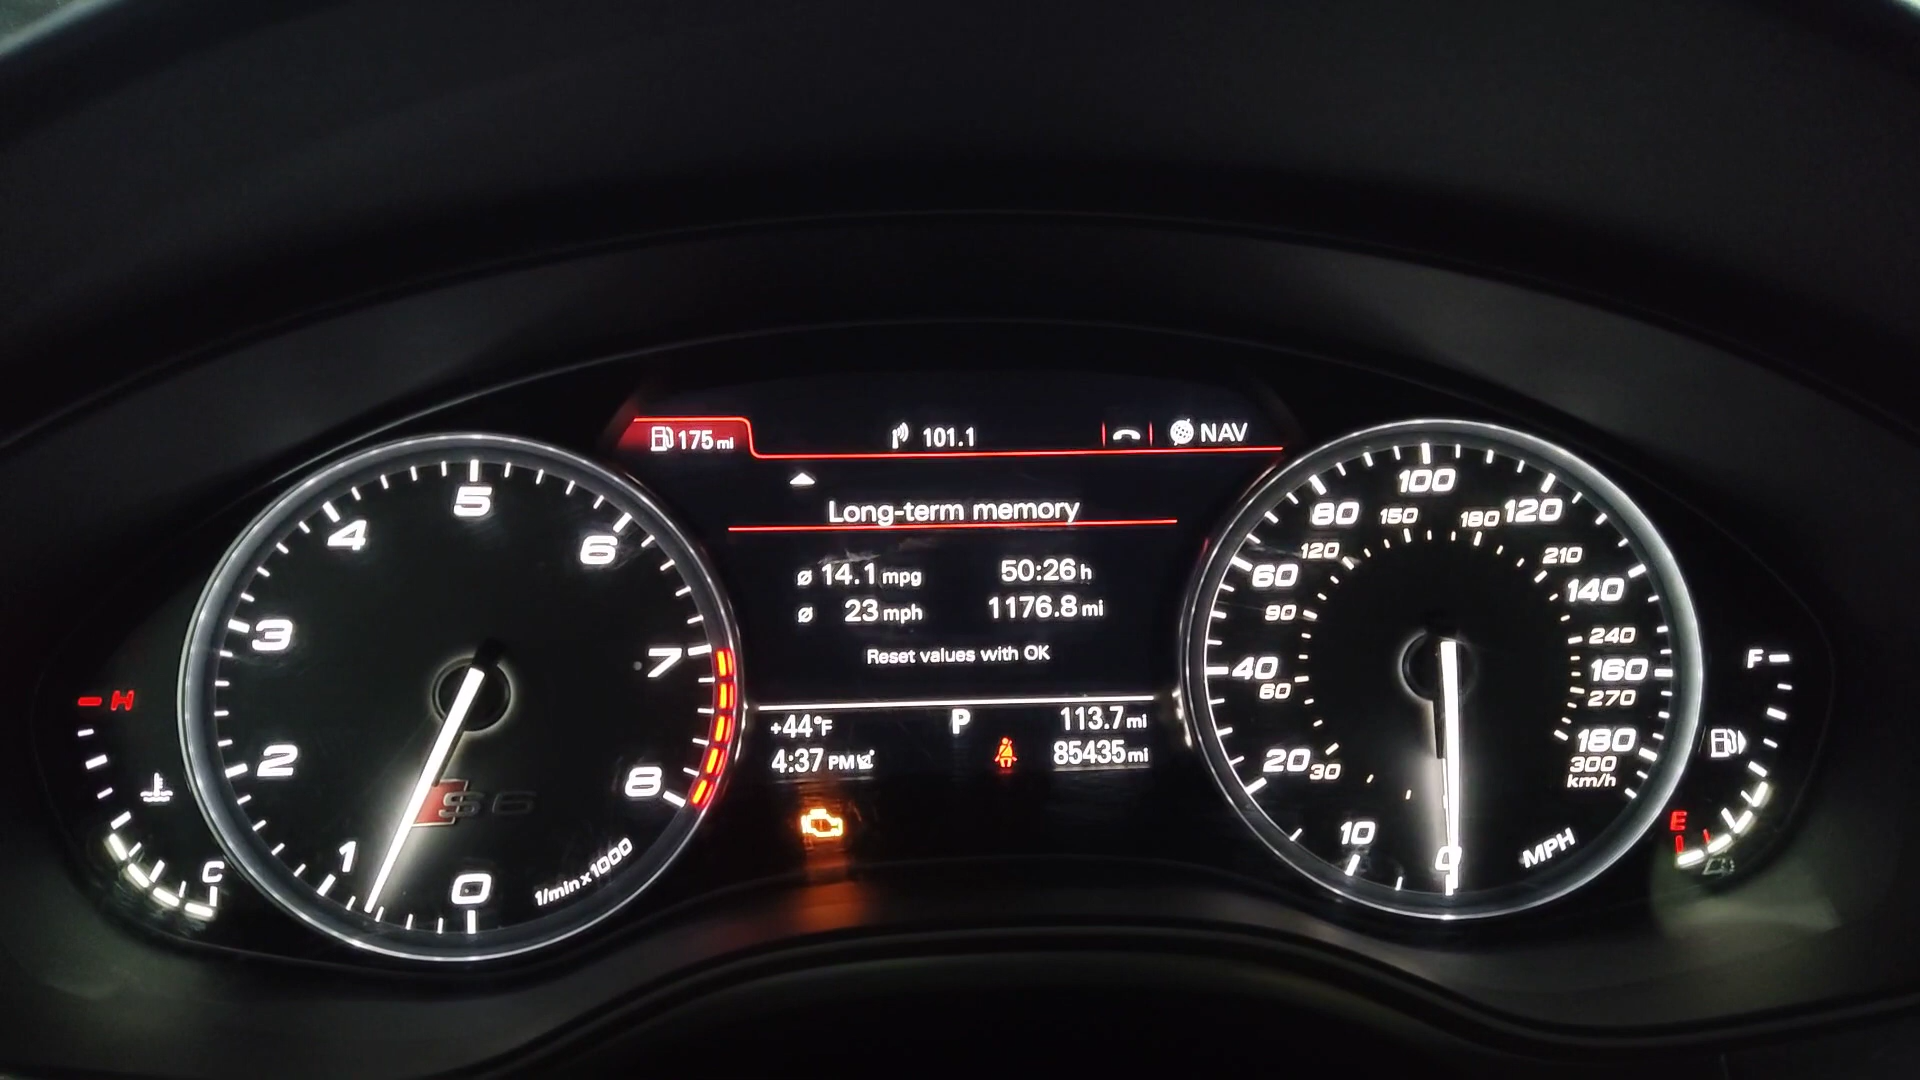 175 mi
101.1
NAV
Long-term memory
ø 14.1 mpg 50:26 h
ø 23 mph 1176.8 mi
Reset values with OK
+44°F P 113.7 mi
4:37 PM 85435 mi
H
C
0
1
2
3
4
5
6
7
8
S6
1/min x 1000
0
10
20
40
60
80
100
120
140
160
180
MPH
30
60
90
120
150
180
210
240
270
300
km/h
F
E